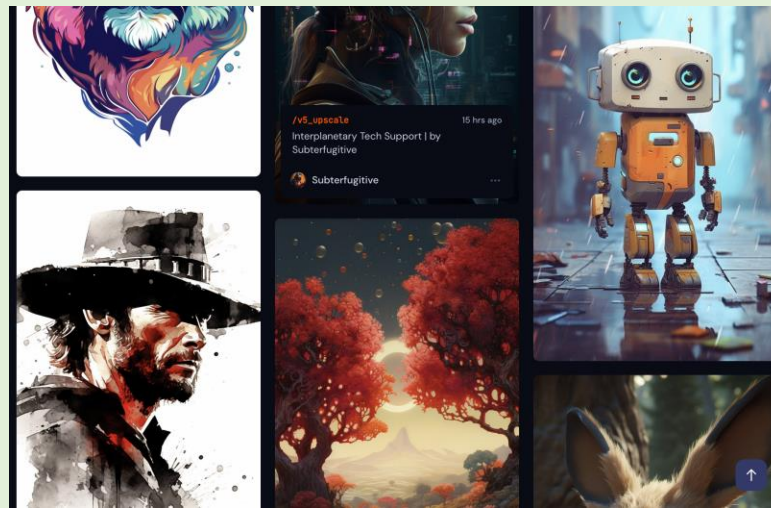 /v5_upscale
15 hrs ago
Interplanetary Tech Support | by
Subterfugitive
Subterfugitive